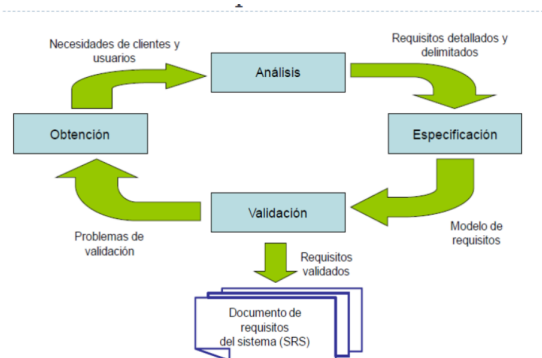 Necesidades de clientes y
usuarios
Requisitos detallados y
delimitados
Análisis
Obtención
Especificación
Validación
Problemas de
validación
Modelo de
requisitos
Requisitos
validados
Documento de
requisitos
del sistema (SRS)